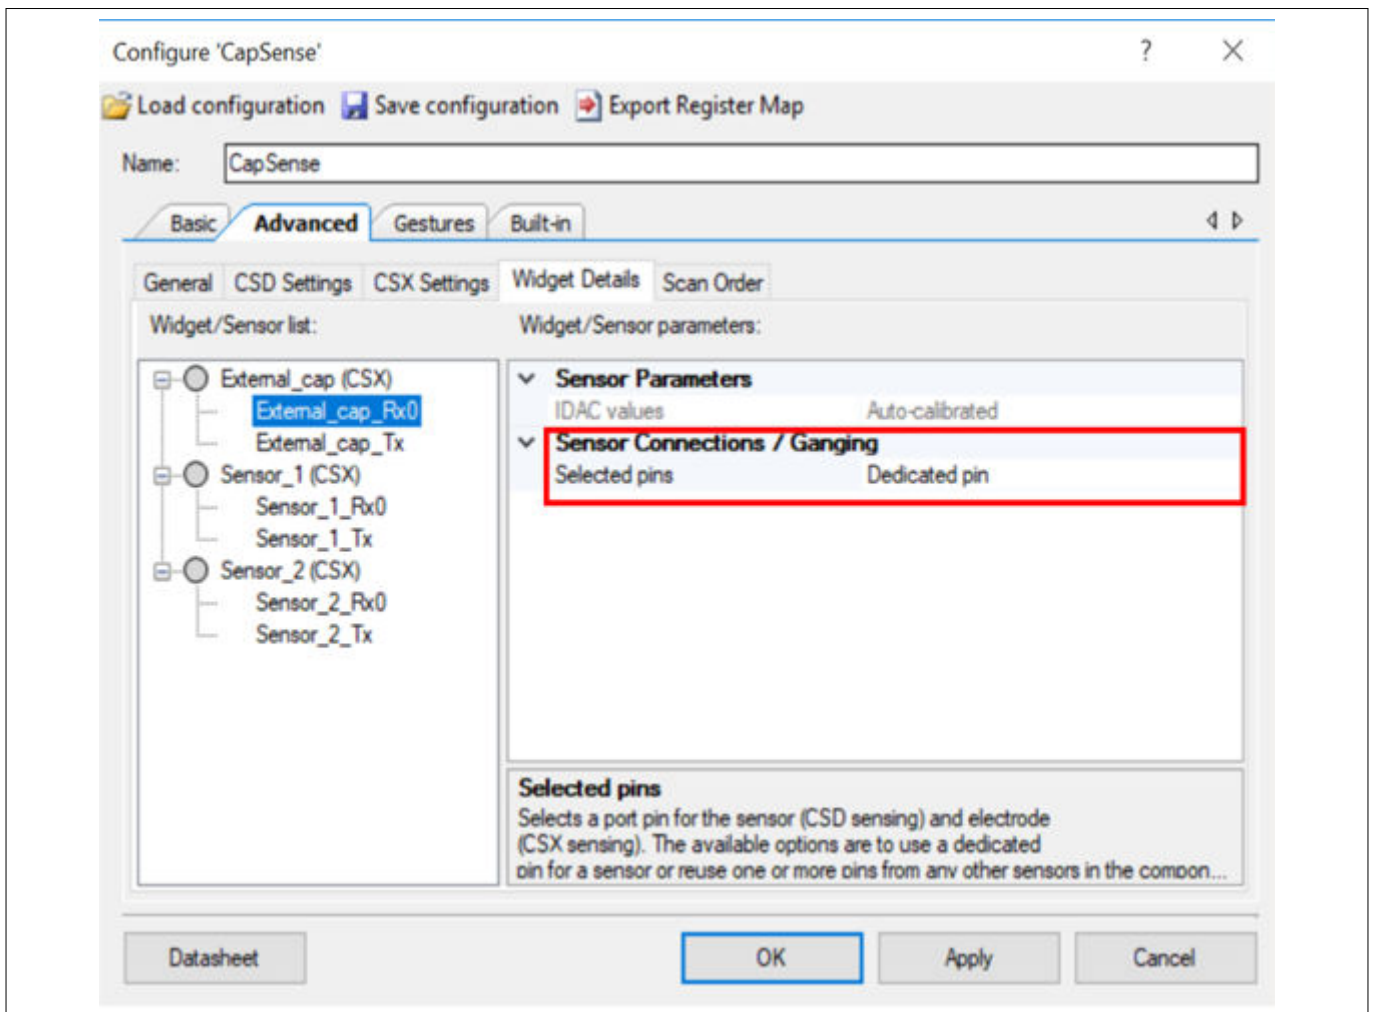 Configure 'CapSense'
?
Load configuration Save configuration Export Register Map
Name: CapSense
Basic Advanced Gestures Built-in
General CSD Settings CSX Settings Widget Details Scan Order
Widget/Sensor list: Widget/Sensor parameters:
External_cap (CSX)
External_cap_Rx0
External_cap_Tx
Sensor_1 (CSX)
Sensor_1_Rx0
Sensor_1_Tx
Sensor_2 (CSX)
Sensor_2_Rx0
Sensor_2_Tx
Sensor Parameters
IDAC values Auto-calibrated
Sensor Connections / Ganging
Selected pins Dedicated pin
Selected pins
Selects a port pin for the sensor (CSD sensing) and electrode
(CSX sensing). The available options are to use a dedicated
pin for a sensor or reuse one or more pins from any other sensors in the compon...
Datasheet OK Apply Cancel